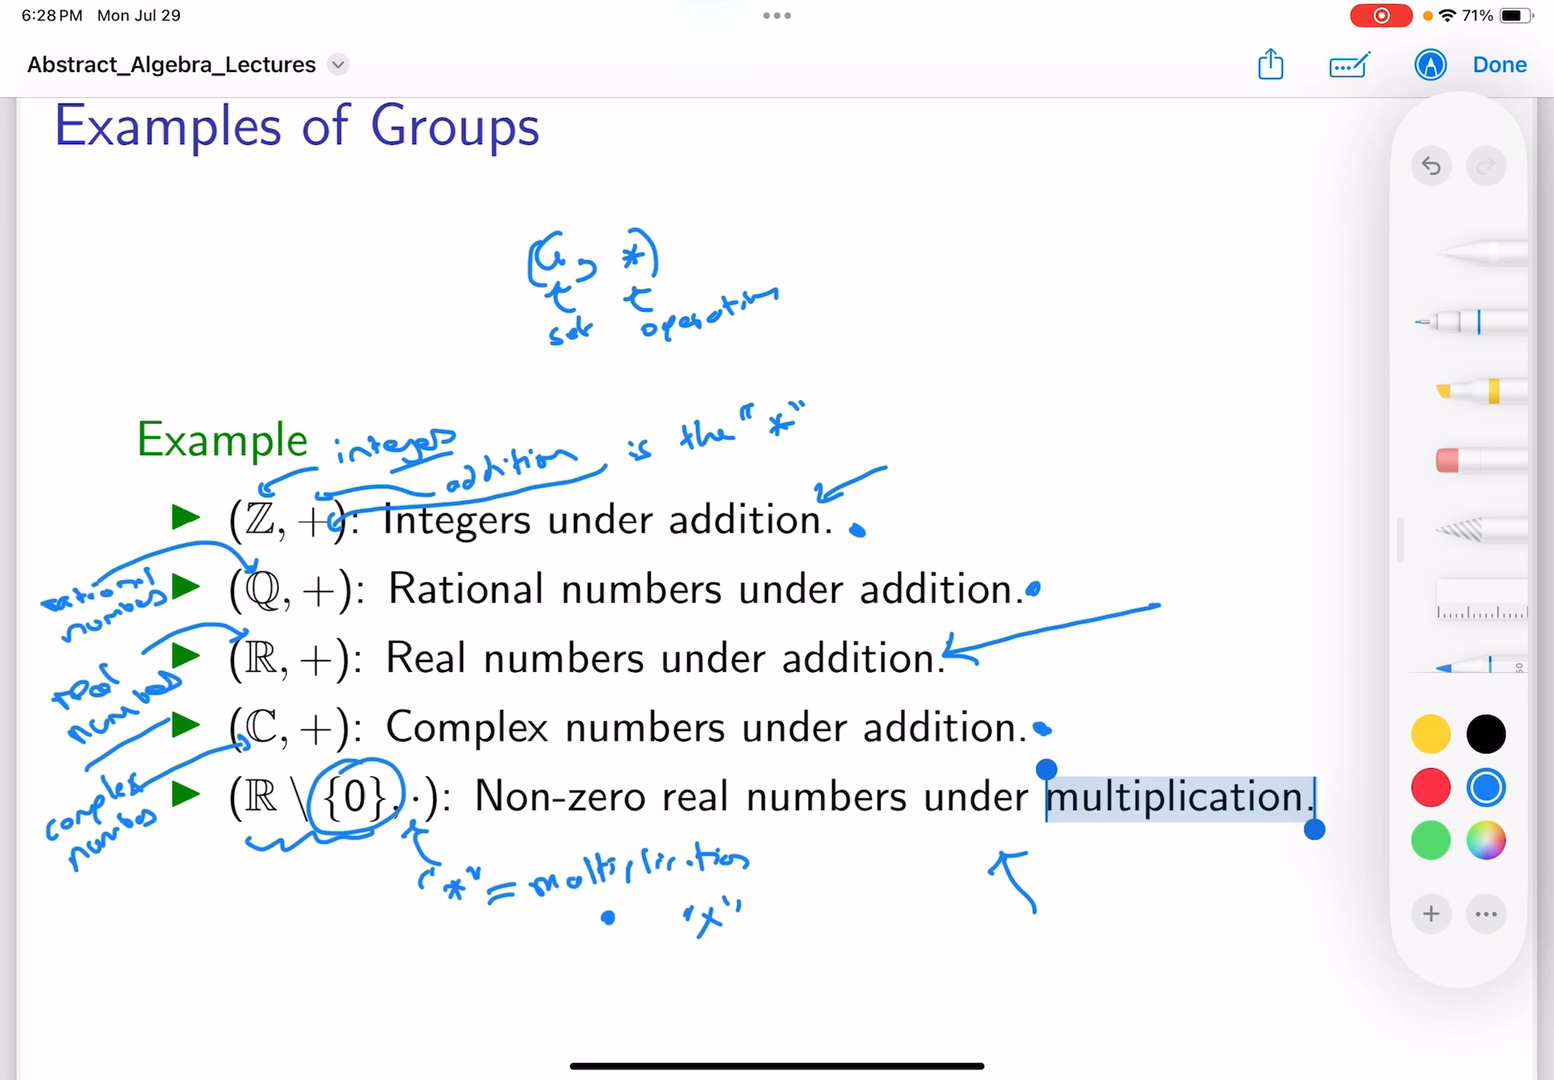 6:28 PM Mon Jul 29
71%
Abstract_Algebra_Lectures
Done
Examples of Groups
(G, *)
set operation
Example
integers
addition is the "*"
(ℤ, +): Integers under addition.
rational numbers
(ℚ, +): Rational numbers under addition.
real numbers
(ℝ, +): Real numbers under addition.
complex numbers
(ℂ, +): Complex numbers under addition.
(ℝ \ {0}, ·): Non-zero real numbers under multiplication.
"*" = multiplication
• "x"
50